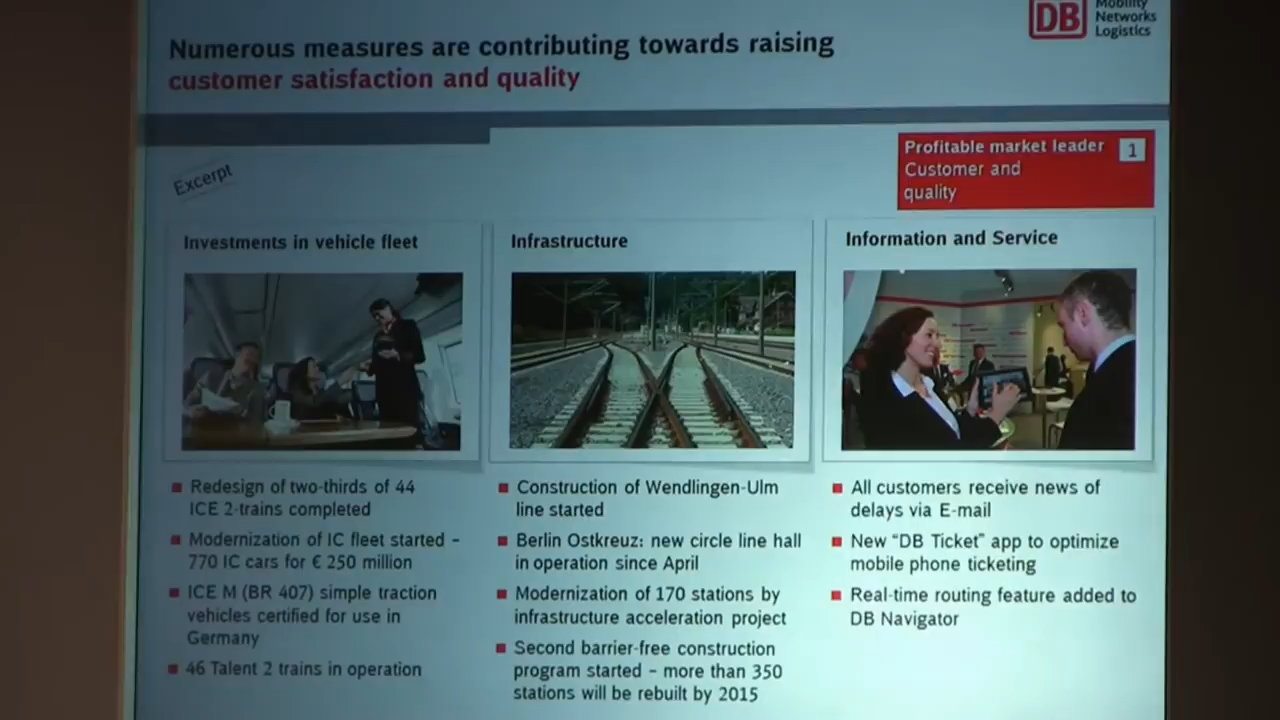 DB
Mobility
Networks
Logistics
Numerous measures are contributing towards raising
customer satisfaction and quality
Profitable market leader 1
Customer and
quality
Excerpt
Investments in vehicle fleet
Redesign of two-thirds of 44
ICE 2-trains completed
Modernization of IC fleet started –
770 IC cars for € 250 million
ICE M (BR 407) simple traction
vehicles certified for use in
Germany
46 Talent 2 trains in operation
Infrastructure
Construction of Wendlingen-Ulm
line started
Berlin Ostkreuz: new circle line hall
in operation since April
Modernization of 170 stations by
infrastructure acceleration project
Second barrier-free construction
program started – more than 350
stations will be rebuilt by 2015
Information and Service
All customers receive news of
delays via E-mail
New “DB Ticket” app to optimize
mobile phone ticketing
Real-time routing feature added to
DB Navigator